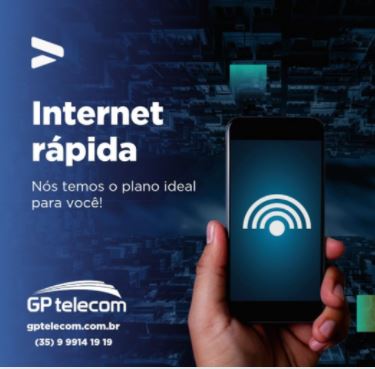 Internet
rápida
Nós temos o plano ideal
para você!
GP telecom
gptelecom.com.br
(35) 9 9914 19 19